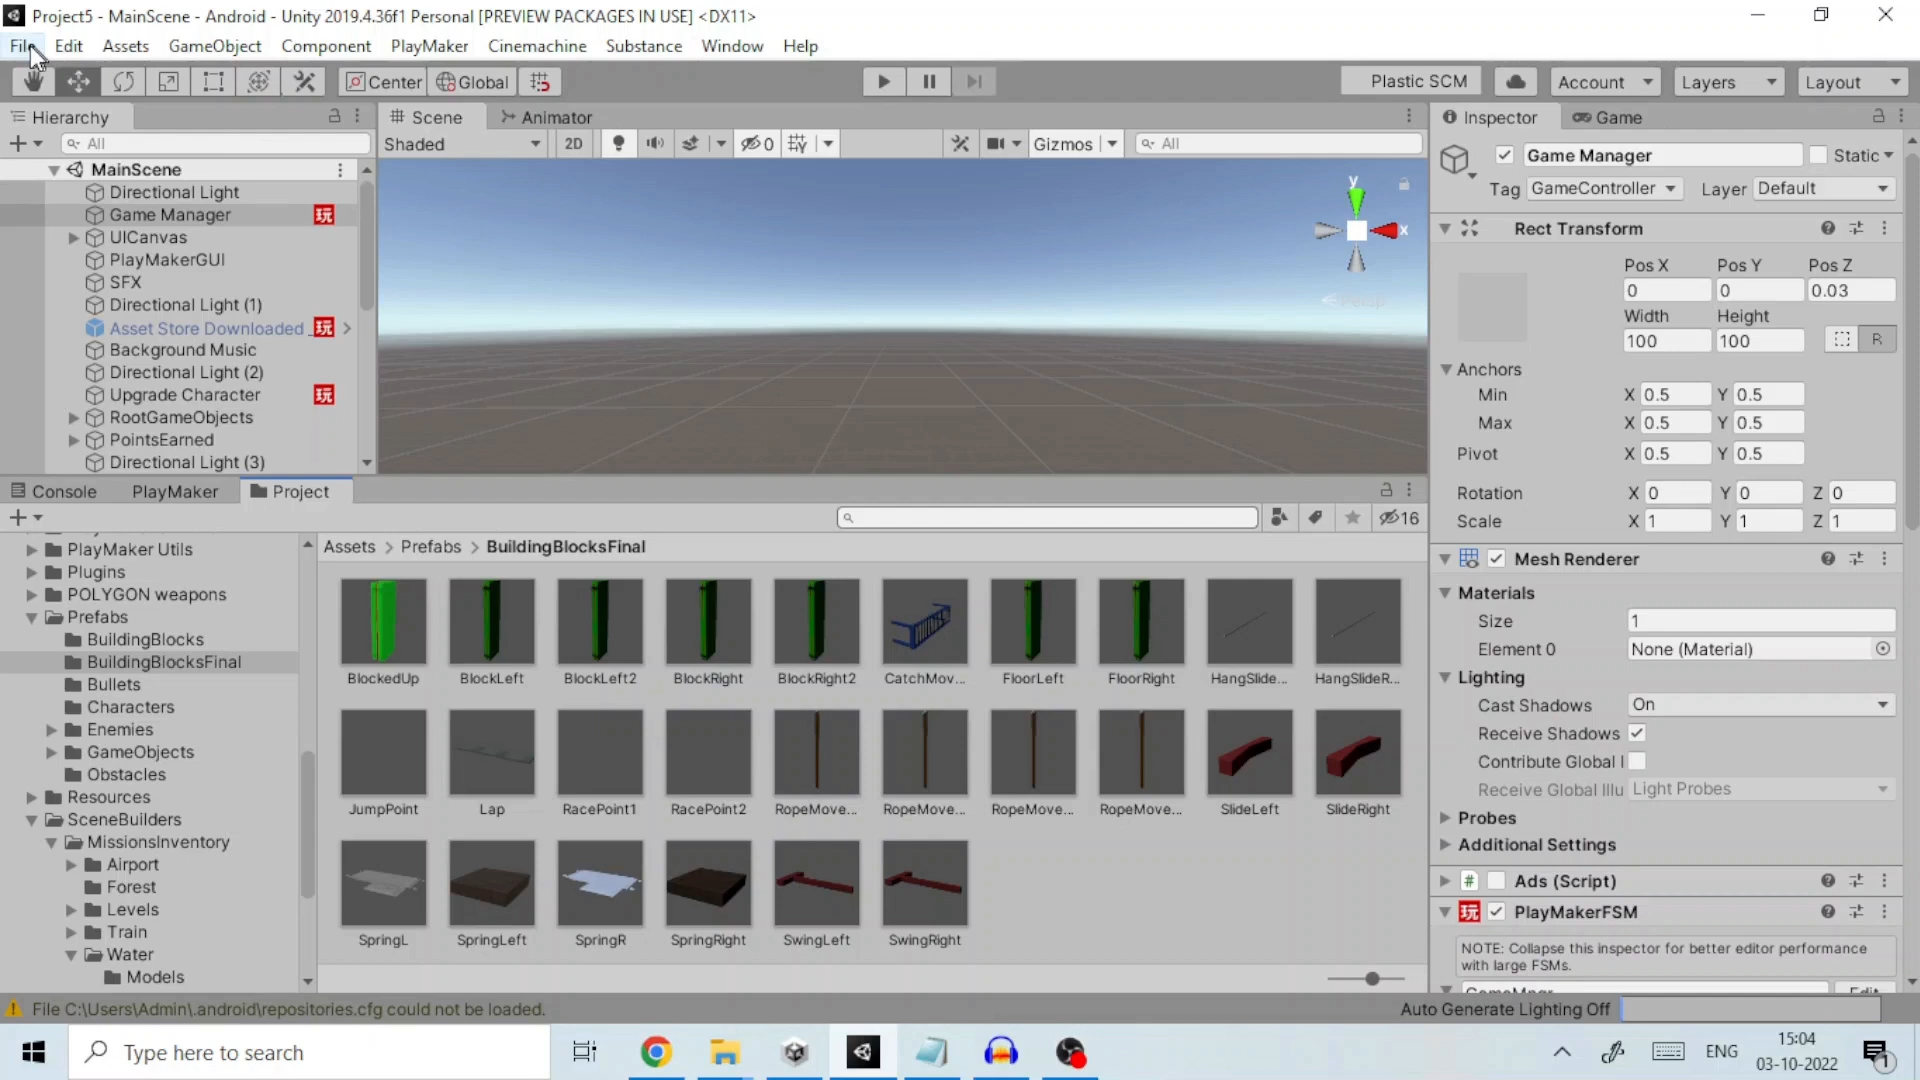 Project5 - MainScene - Android - Unity 2019.4.36f1 Personal [PREVIEW PACKAGES IN USE] <DX11>
File Edit Assets GameObject Component PlayMaker Cinemachine Substance Window Help
Center Global Plastic SCM Account Layers Layout
Hierarchy
All
MainScene
Directional Light
Game Manager 玩
UICanvas
PlayMakerGUI
SFX
Directional Light (1)
Asset Store Downloaded 玩
Background Music
Directional Light (2)
Upgrade Character 玩
RootGameObjects
PointsEarned
Directional Light (3)
Scene Animator
Shaded 2D 0 Gizmos All
y
x
Persp
Console PlayMaker Project
16
PlayMaker Utils
Plugins
POLYGON weapons
Prefabs
BuildingBlocks
BuildingBlocksFinal
Bullets
Characters
Enemies
GameObjects
Obstacles
Resources
SceneBuilders
MissionsInventory
Airport
Forest
Levels
Train
Water
Models
Assets > Prefabs > BuildingBlocksFinal
BlockedUp BlockLeft BlockLeft2 BlockRight BlockRight2 CatchMov... FloorLeft FloorRight HangSlide... HangSlideR...
JumpPoint Lap RacePoint1 RacePoint2 RopeMove... RopeMove... RopeMove... RopeMove... SlideLeft SlideRight
SpringL SpringLeft SpringR SpringRight SwingLeft SwingRight
Inspector Game
Game Manager Static
Tag GameController Layer Default
Rect Transform
Pos X Pos Y Pos Z
0 0 0.03
Width Height
100 100 R
Anchors
Min X 0.5 Y 0.5
Max X 0.5 Y 0.5
Pivot X 0.5 Y 0.5
Rotation X 0 Y 0 Z 0
Scale X 1 Y 1 Z 1
Mesh Renderer
Materials
Size 1
Element 0 None (Material)
Lighting
Cast Shadows On
Receive Shadows
Contribute Global I
Receive Global Illu Light Probes
Probes
Additional Settings
# Ads (Script)
玩 PlayMakerFSM
NOTE: Collapse this inspector for better editor performance
with large FSMs.
GameMngr Edit
File C:\Users\Admin\.android\repositories.cfg could not be loaded.
Auto Generate Lighting Off
Type here to search
ENG
15:04
03-10-2022
1